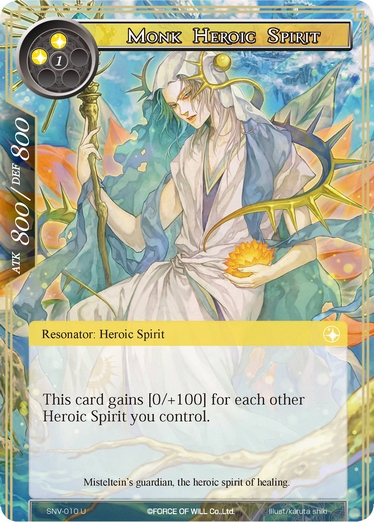 Monk Heroic Spirit
1
ATK 800 / DEF 800
Resonator: Heroic Spirit
This card gains [0/+100] for each other
Heroic Spirit you control.
Misteltein's guardian, the heroic spirit of healing.
SNV-010 U ©FORCE OF WILL Co.,Ltd. Illust/karuta shiki